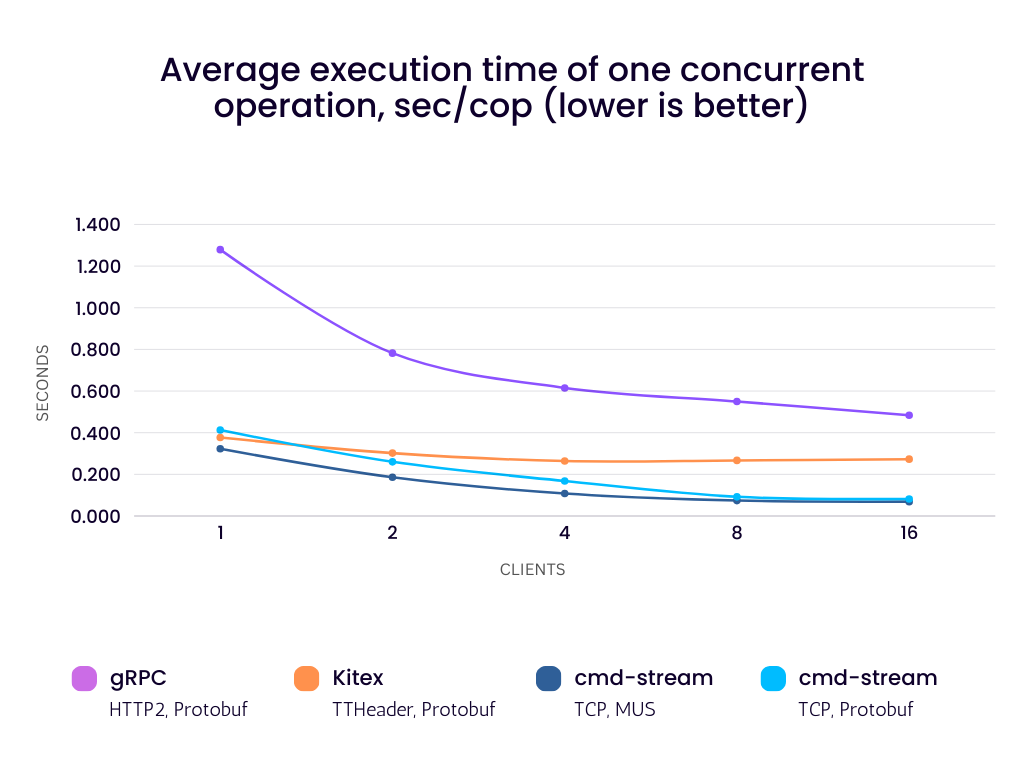 Average execution time of one concurrent
operation, sec/cop (lower is better)
1.400
1.200
1.000
0.800
0.600
0.400
0.200
0.000
SECONDS
1 2 4 8 16
CLIENTS
gRPC Kitex cmd-stream cmd-stream
HTTP2, Protobuf TTHeader, Protobuf TCP, MUS TCP, Protobuf